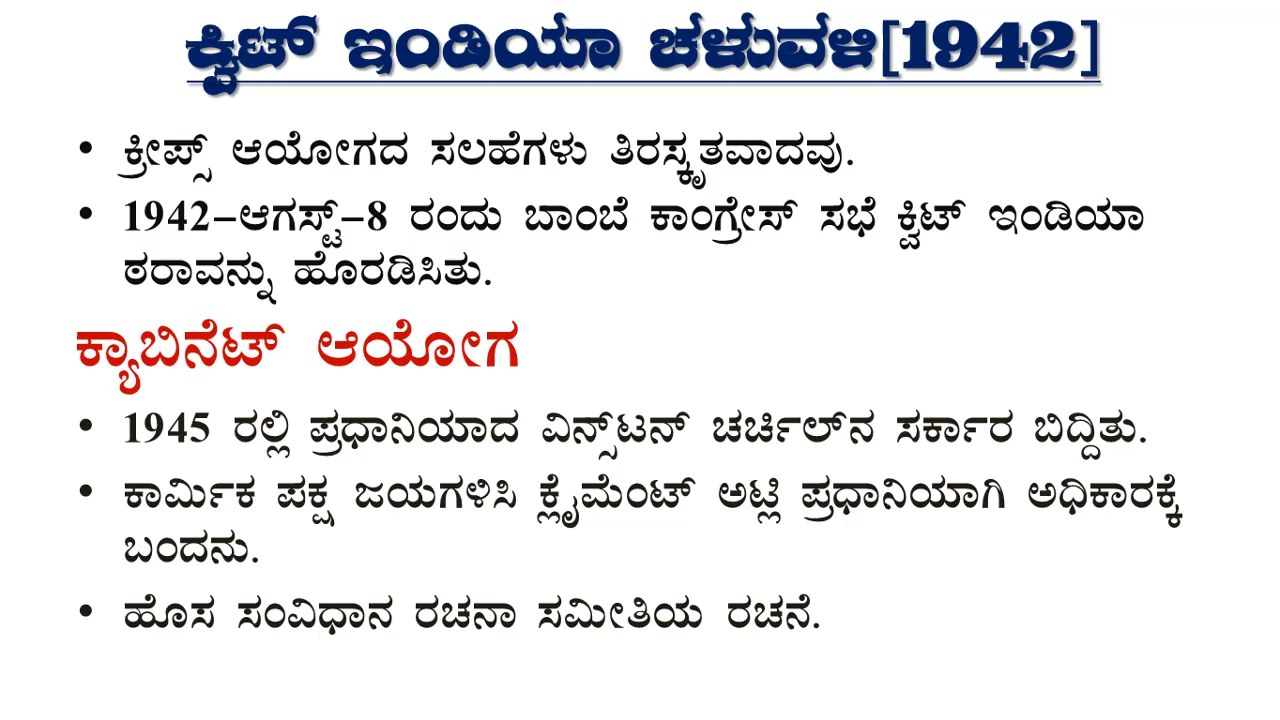 ಕ್ವಿಟ್ ಇಂಡಿಯಾ ಚಳುವಳಿ[1942]
• ಕ್ರೀಪ್ಸ್ ಆಯೋಗದ ಸಲಹೆಗಳು ತಿರಸ್ಕೃತವಾದವು.
• 1942–ಆಗಸ್ಟ್–8 ರಂದು ಬಾಂಬೆ ಕಾಂಗ್ರೇಸ್ ಸಭೆ ಕ್ವಿಟ್ ಇಂಡಿಯಾ
ಠರಾವನ್ನು ಹೊರಡಿಸಿತು.
ಕ್ಯಾಬಿನೆಟ್ ಆಯೋಗ
• 1945 ರಲ್ಲಿ ಪ್ರಧಾನಿಯಾದ ವಿನ್ಸ್‌ಟನ್ ಚರ್ಚಿಲ್‌ನ ಸರ್ಕಾರ ಬಿದ್ದಿತು.
• ಕಾರ್ಮಿಕ ಪಕ್ಷ ಜಯಗಳಿಸಿ ಕ್ಲೈಮೆಂಟ್ ಅಟ್ಲಿ ಪ್ರಧಾನಿಯಾಗಿ ಅಧಿಕಾರಕ್ಕೆ
ಬಂದನು.
• ಹೊಸ ಸಂವಿಧಾನ ರಚನಾ ಸಮೀತಿಯ ರಚನೆ.